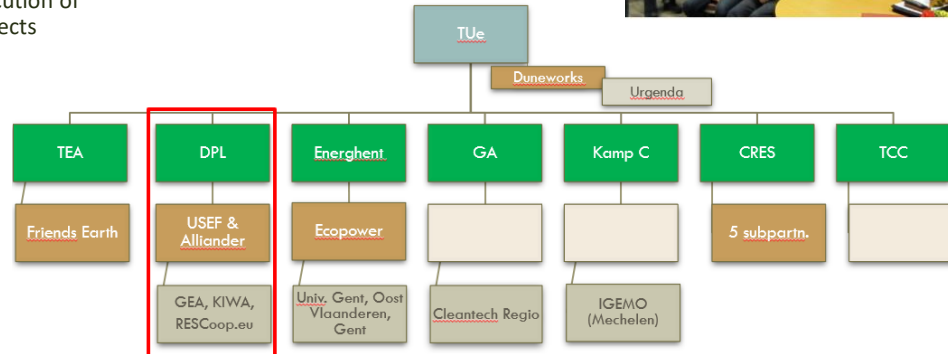 cution of
ects
TUe
Duneworks
Urgenda
TEA
DPL
Energhent
GA
Kamp C
CRES
TCC
Friends Earth
USEF &
Alliander
Ecopower
5 subpartn.
GEA, KIWA,
RESCoop.eu
Univ. Gent, Oost
Vlaanderen,
Gent
Cleantech Regio
IGEMO
(Mechelen)